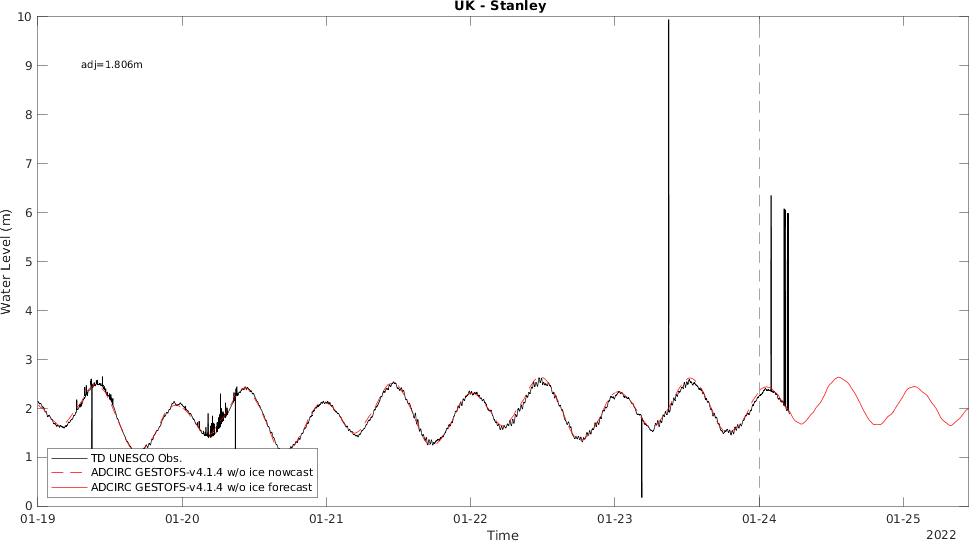 UK - Stanley
10
adj=1.806m
9
8
7
6
5
4
3
2
1
0
Water Level (m)
TD UNESCO Obs.
ADCIRC GESTOFS-v4.1.4 w/o ice nowcast
ADCIRC GESTOFS-v4.1.4 w/o ice forecast
01-19 01-20 01-21 01-22 01-23 01-24 01-25
Time
2022